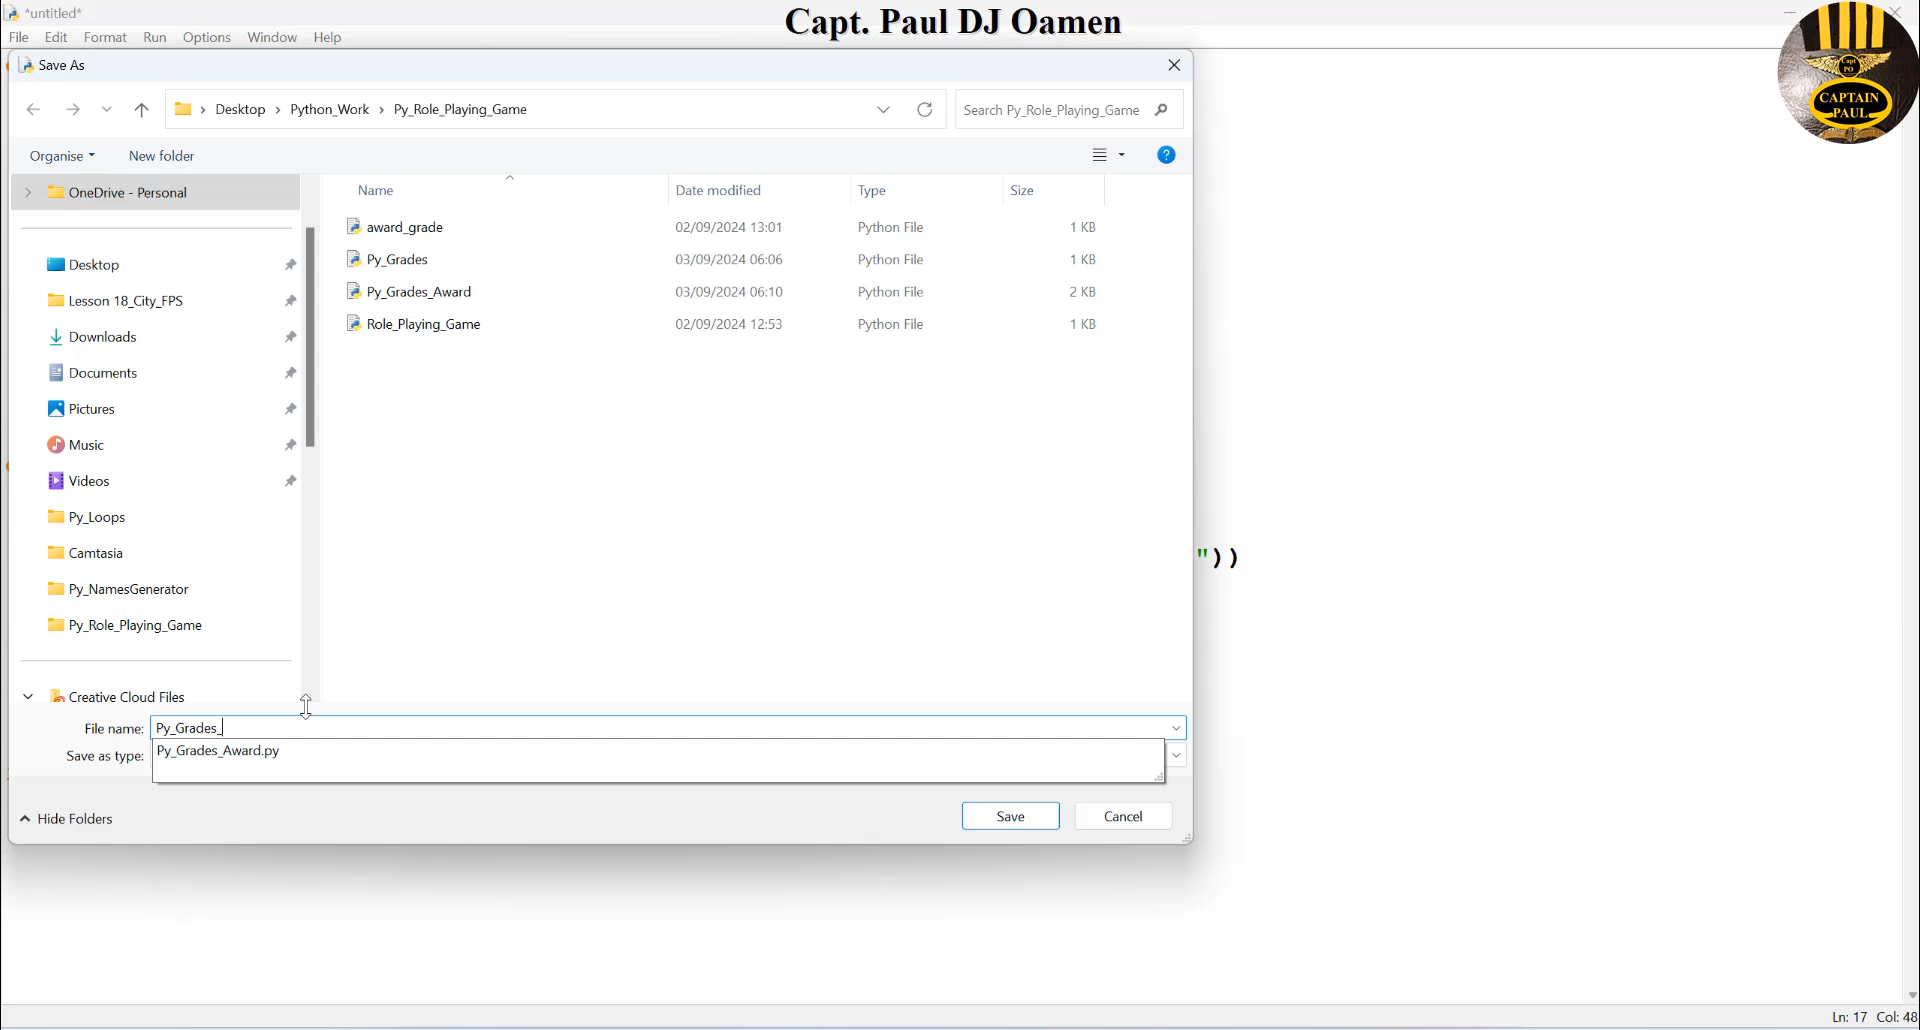 *untitled*
Capt. Paul DJ Oamen
File Edit Format Run Options Window Help
Capt
PO
CAPTAIN
PAUL
Save As
Desktop > Python_Work > Py_Role_Playing_Game
Search Py_Role_Playing_Game
Organise New folder
?
OneDrive - Personal
Name Date modified Type Size
award_grade 02/09/2024 13:01 Python File 1 KB
Py_Grades 03/09/2024 06:06 Python File 1 KB
Py_Grades_Award 03/09/2024 06:10 Python File 2 KB
Role_Playing_Game 02/09/2024 12:53 Python File 1 KB
Desktop
Lesson 18_City_FPS
Downloads
Documents
Pictures
Music
Videos
Py_Loops
Camtasia
Py_NamesGenerator
Py_Role_Playing_Game
Creative Cloud Files
"))
File name: Py_Grades_
Save as type:
Py_Grades_Award.py
Hide Folders
Save Cancel
Ln: 17 Col: 48